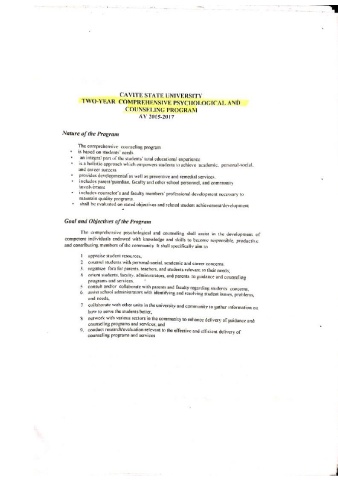 CAVITE STATE UNIVERSITY
TWO-YEAR COMPREHENSIVE PSYCHOLOGICAL AND
COUNSELING PROGRAM
AY 2015-2017
Nature of the Program
The comprehensive counseling program
• is based on students' needs
• an integral part of the students' total educational experience
• is a holistic approach which empowers students to achieve academic, personal-social,
and career success
• provides developmental as well as preventive and remedial services
• includes parent/guardian, faculty and other school personnel, and community
involvement
• includes counselor's and faculty members' professional development necessary to
maintain quality programs
• shall be evaluated on stated objectives and related student achievement/development
Goal and Objectives of the Program
The comprehensive psychological and counseling shall assist in the development of
competent individuals endowed with knowledge and skills to become responsible, productive
and contributing members of the community. It shall specifically aim to
1. appraise student resources,
2. counsel students with personal-social, academic and career concerns,
3. for parents, teachers, and students relevant to their needs;
4. orient students, faculty, administrators, and parents to guidance and counseling
programs and services,
5. consult and/or collaborate with parents and faculty regarding students' concerns,
6. assist school administrators with identifying and resolving student issues, problems,
and needs,
7. collaborate with other units in the university and community to gather information on
how to serve the students better,
network with various sectors in the community to enhance delivery of guidance and
counseling programs and services; and
conduct research/evaluation relevant to the effective and efficient delivery of
counseling programs and services